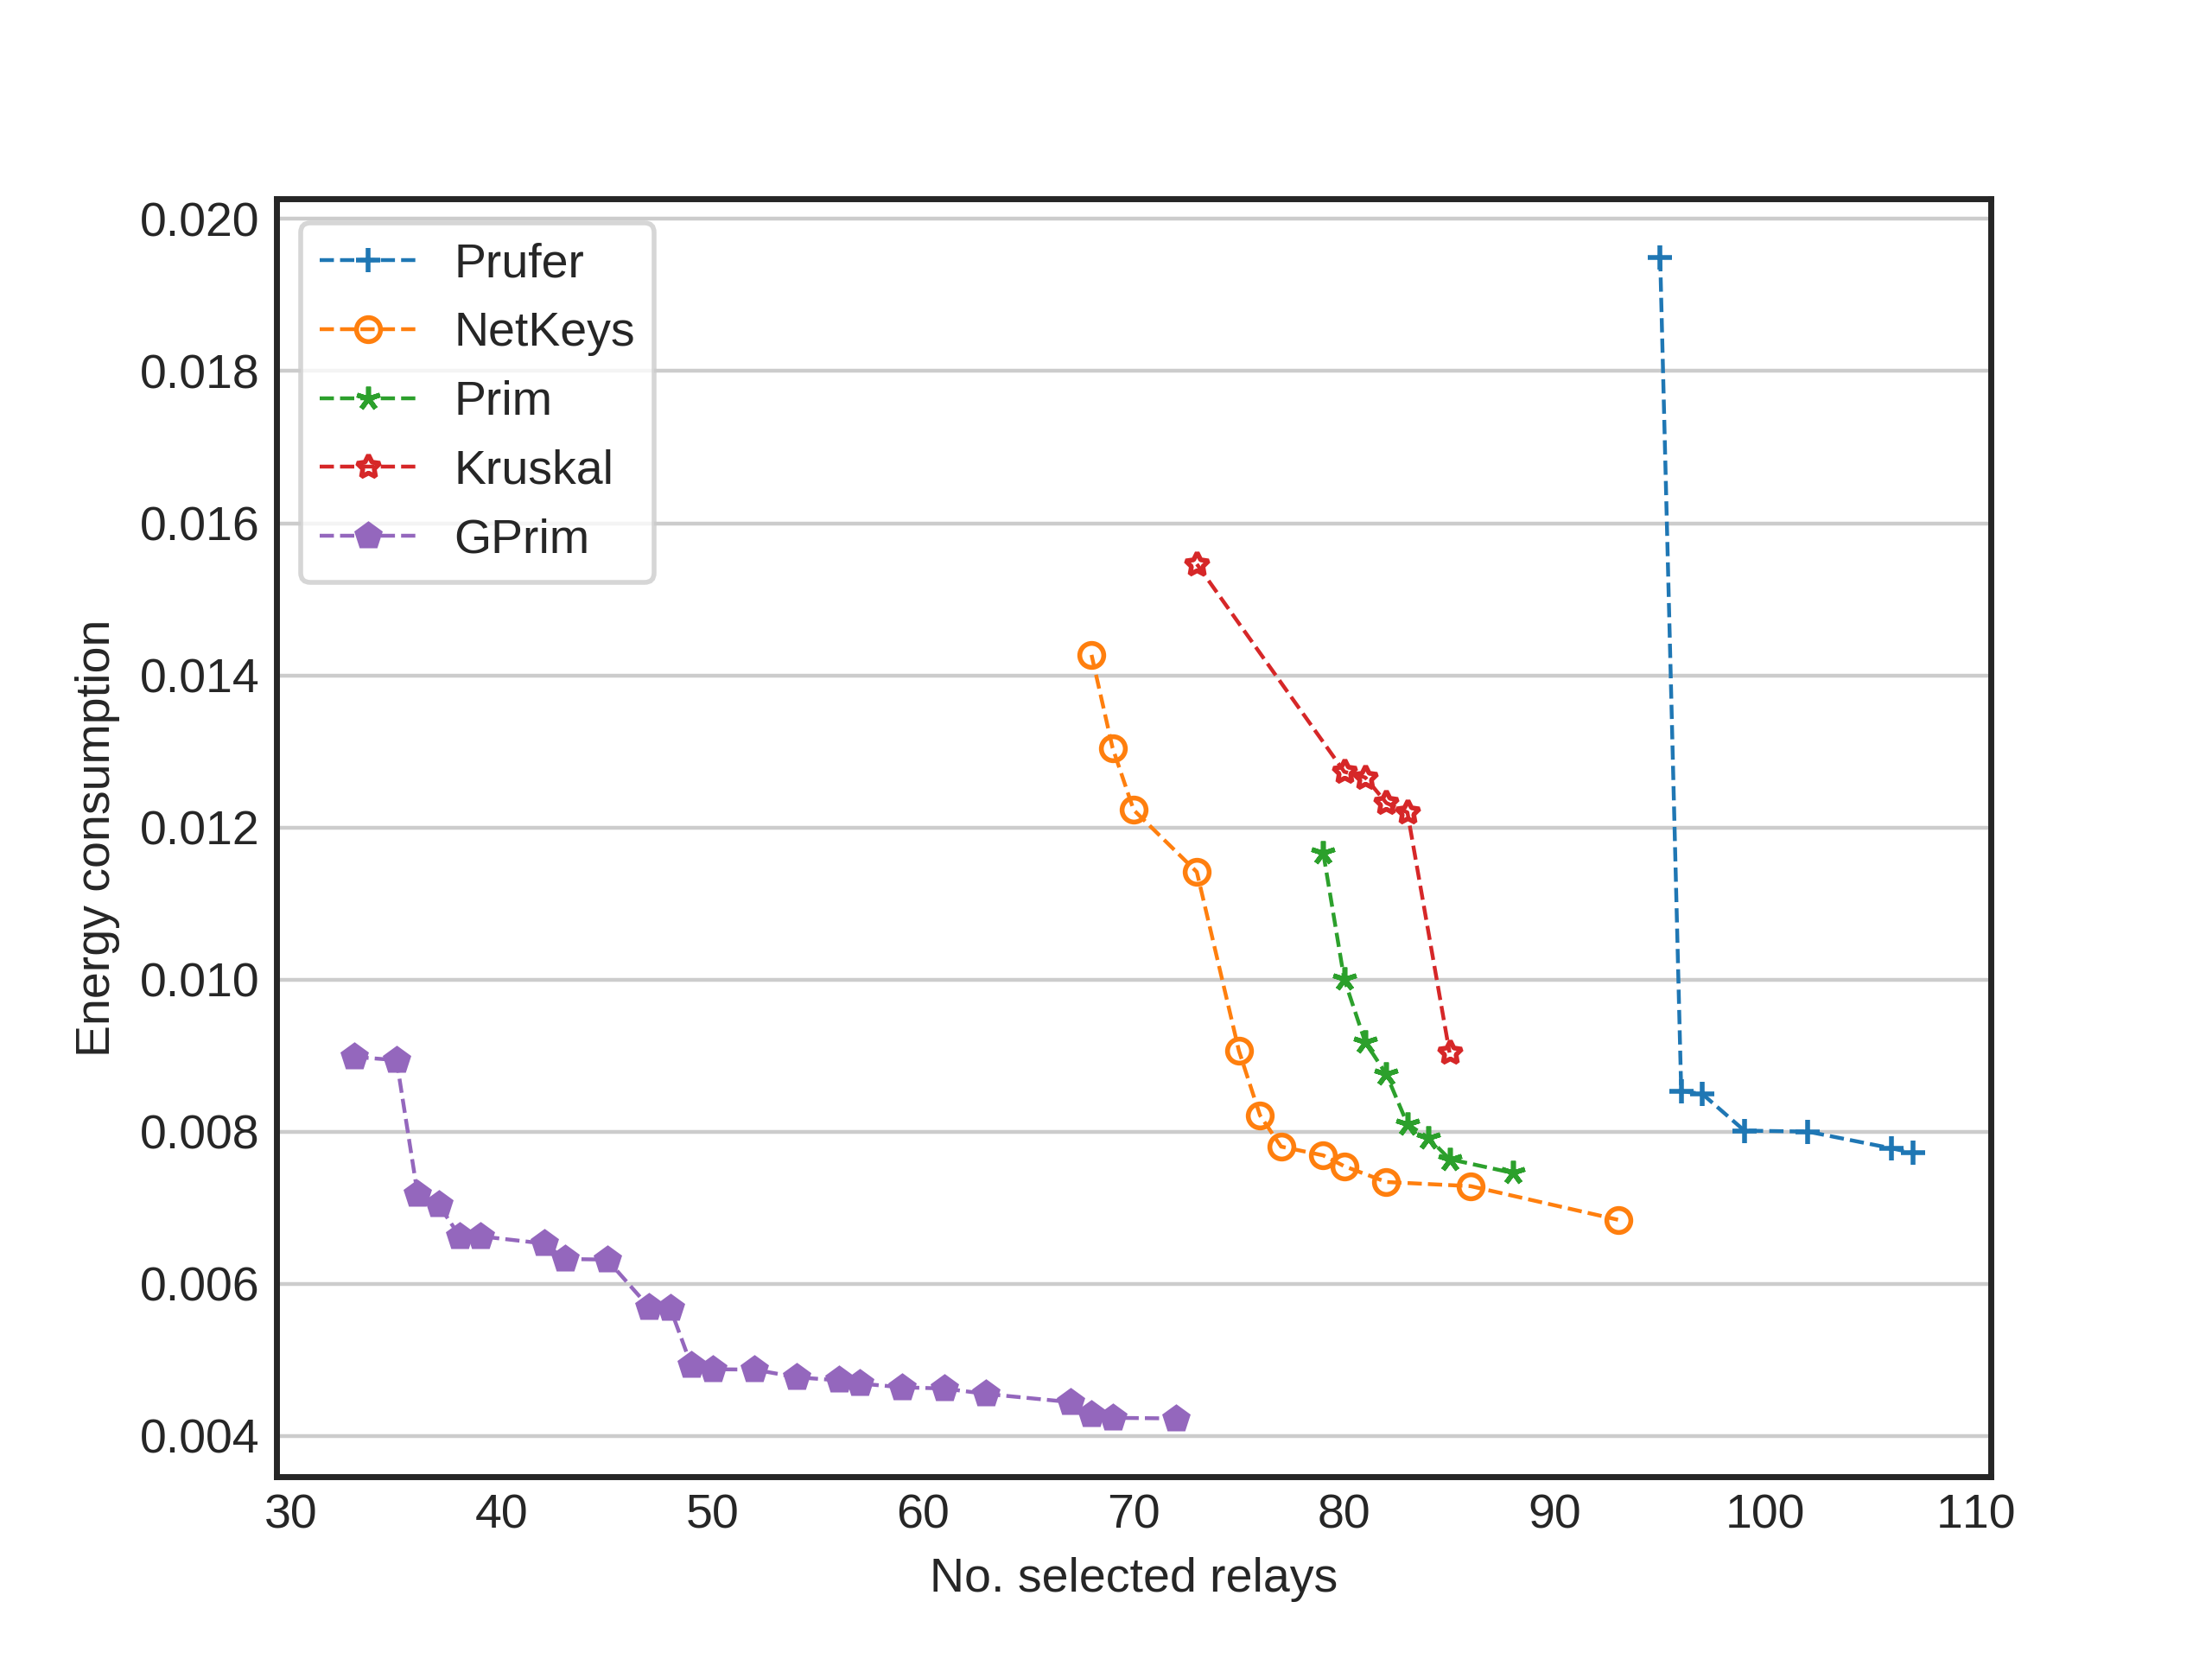 0.020
0.018
0.016
0.014
0.012
0.010
0.008
0.006
0.004
Energy consumption
Prufer
NetKeys
Prim
Kruskal
GPrim
30 40 50 60 70 80 90 100 110
No. selected relays